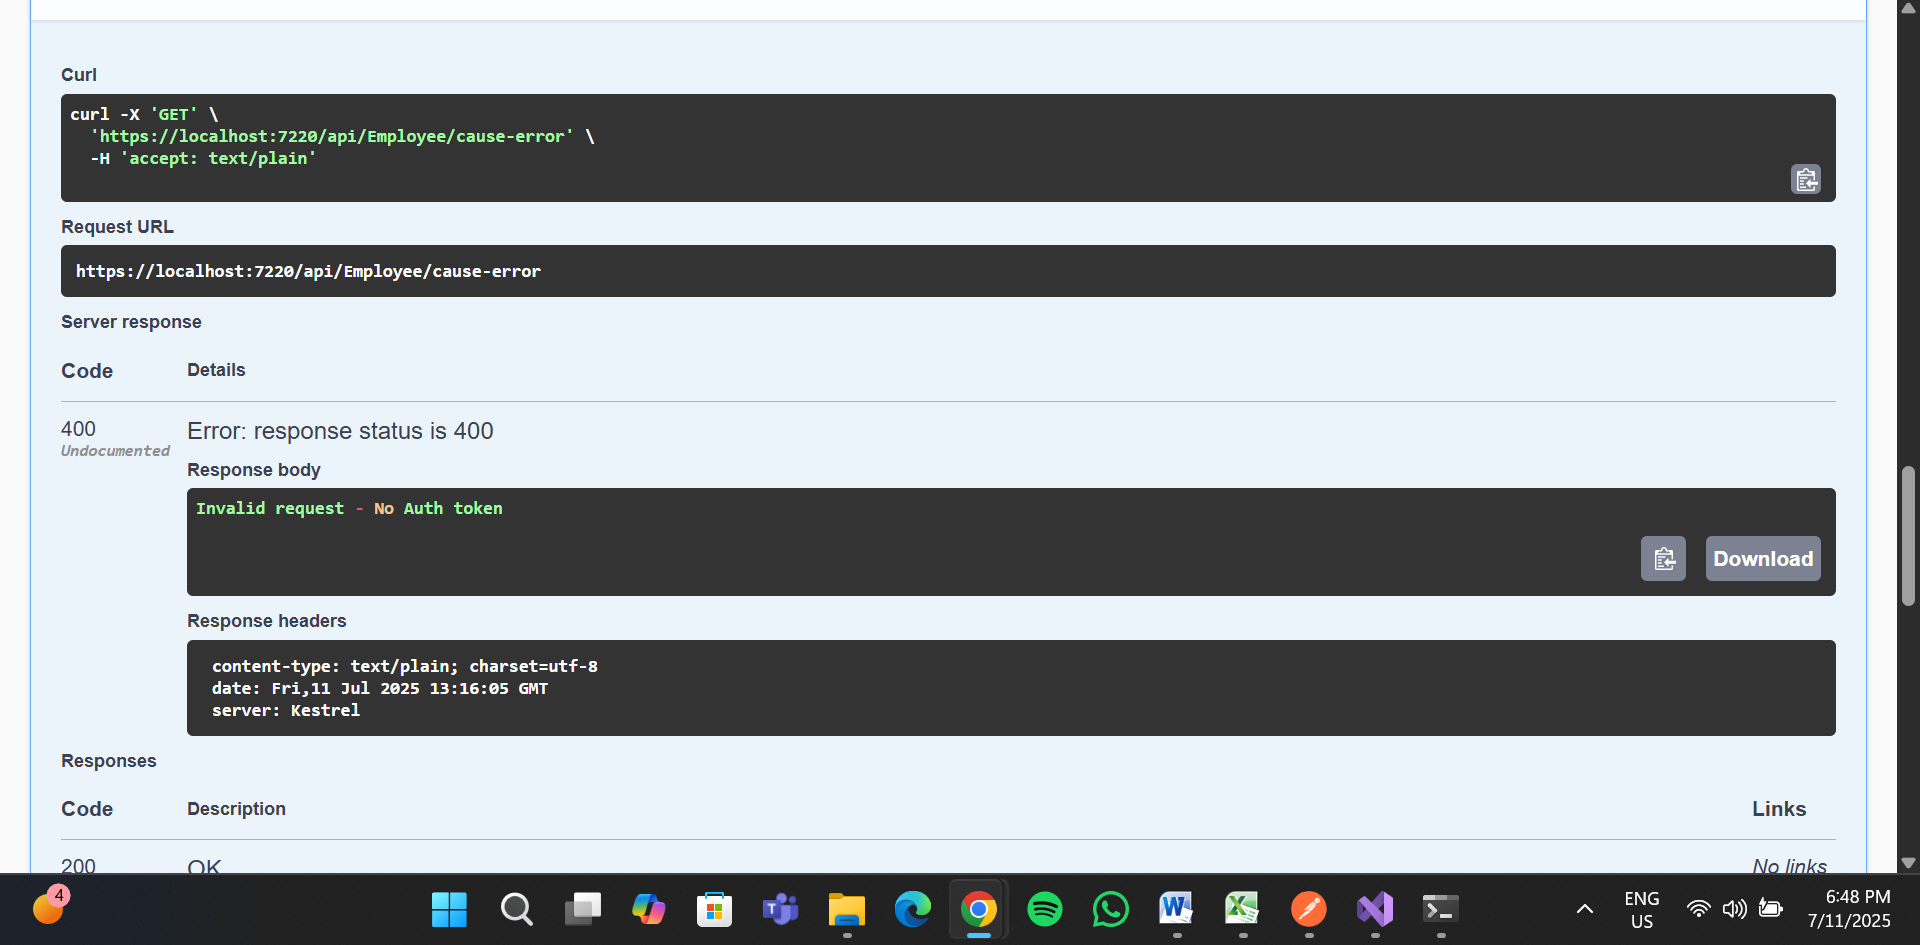 Curl
curl -X 'GET' \
'https://localhost:7220/api/Employee/cause-error' \
-H 'accept: text/plain'
Request URL
https://localhost:7220/api/Employee/cause-error
Server response
Code Details
400 Error: response status is 400
Undocumented
Response body
Invalid request - No Auth token
Download
Response headers
content-type: text/plain; charset=utf-8
date: Fri,11 Jul 2025 13:16:05 GMT
server: Kestrel
Responses
Code Description Links
200 OK No links
4
ENG
US
6:48 PM
7/11/2025